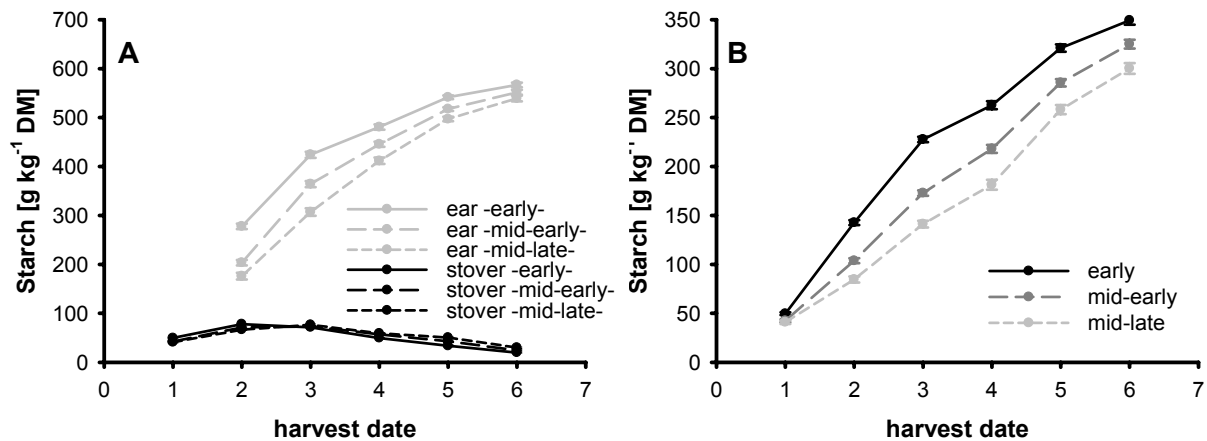 A
Starch [g kg⁻¹ DM]
700
600
500
400
300
200
100
0
ear -early-
ear -mid-early-
ear -mid-late-
stover -early-
stover -mid-early-
stover -mid-late-
0 1 2 3 4 5 6 7
harvest date
B
Starch [g kg⁻¹ DM]
350
300
250
200
150
100
50
0
early
mid-early
mid-late
0 1 2 3 4 5 6 7
harvest date